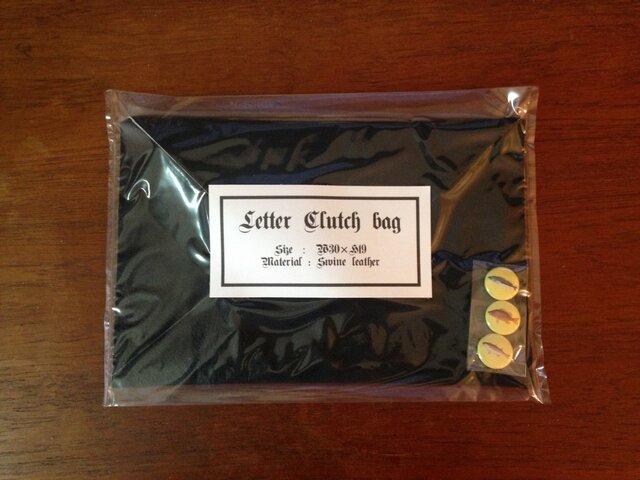 Letter Clutch bag
Size : W30×H19
Material : Swine leather